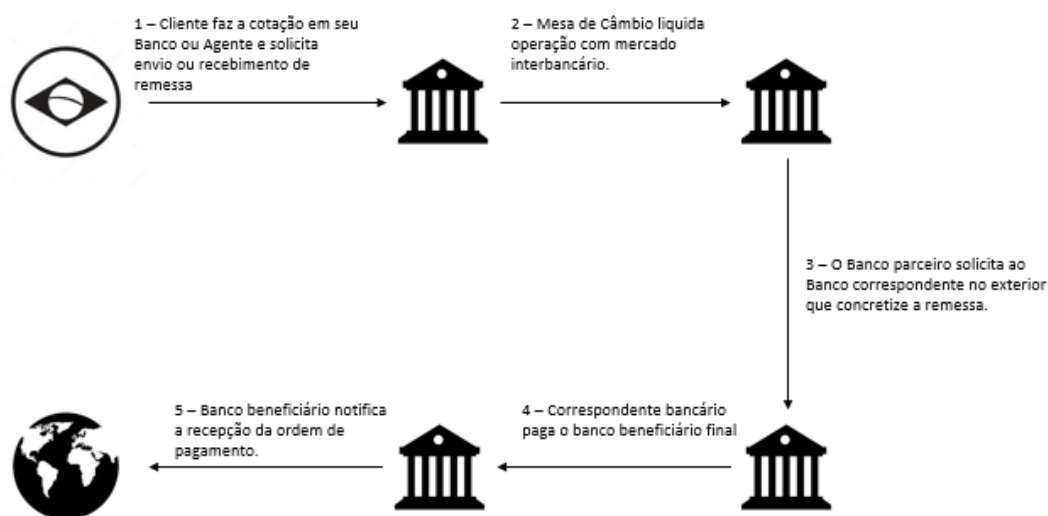 1 – Cliente faz a cotação em seu
Banco ou Agente e solicita
envio ou recebimento de
remessa
2 – Mesa de Câmbio liquida
operação com mercado
interbancário.
3 – O Banco parceiro solicita ao
Banco correspondente no exterior
que concretize a remessa.
4 – Correspondente bancário
paga o banco beneficiário final
5 – Banco beneficiário notifica
a recepção da ordem de
pagamento.